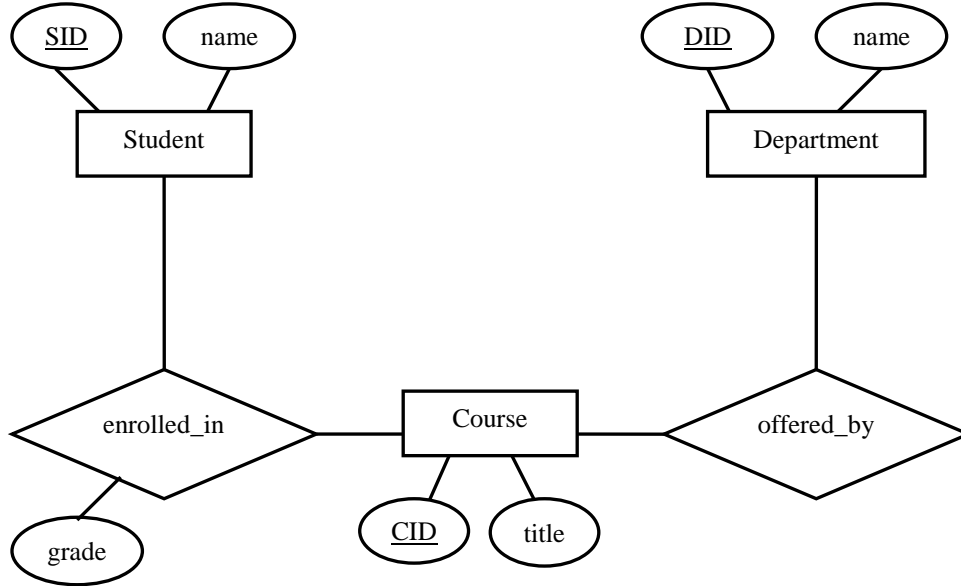 SID
name
DID
name
Student
Department
enrolled_in
Course
offered_by
grade
CID
title